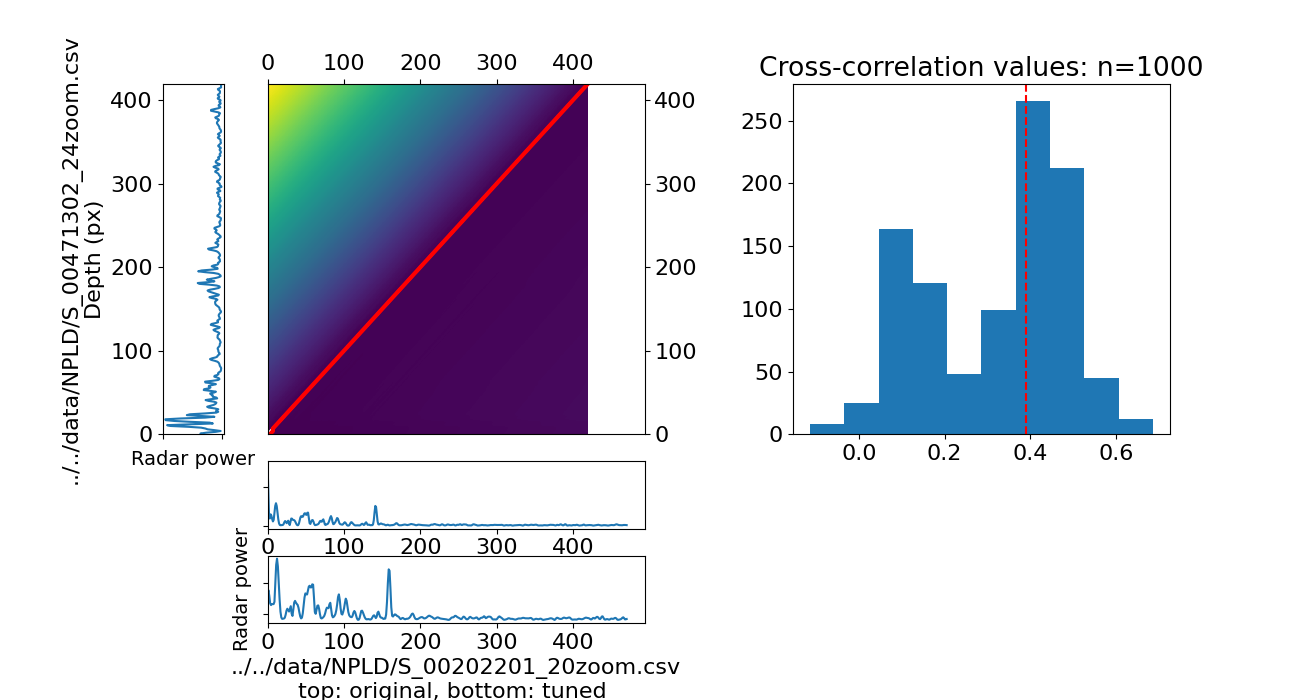 0 100 200 300 400
../../data/NPLD/S_00471302_24zoom.csv
Depth (px)
400
300
200
100
0
Radar power
400
300
200
100
0
Cross-correlation values: n=1000
250
200
150
100
50
0
0.0 0.2 0.4 0.6
0 100 200 300 400
Radar power
0 100 200 300 400
../../data/NPLD/S_00202201_20zoom.csv
top: original, bottom: tuned